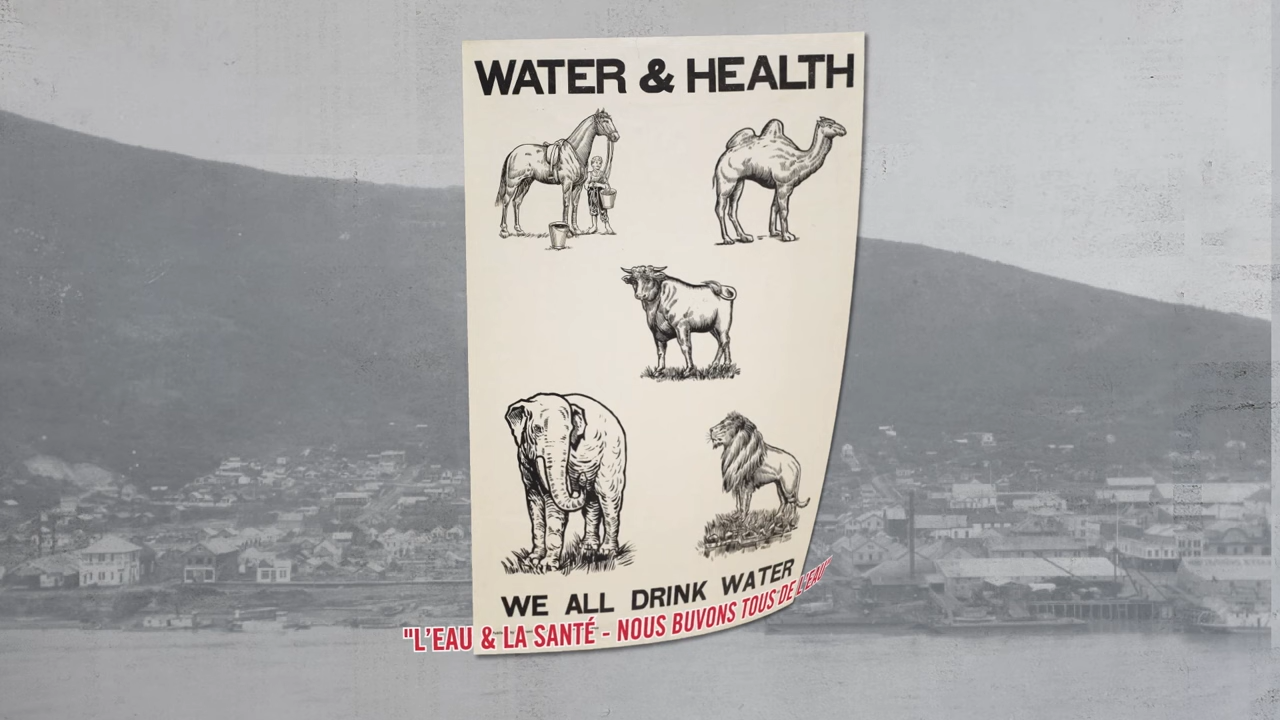 WATER & HEALTH
WE ALL DRINK WATER
"L'EAU & LA SANTÉ - NOUS BUVONS TOUS DE L'EAU"